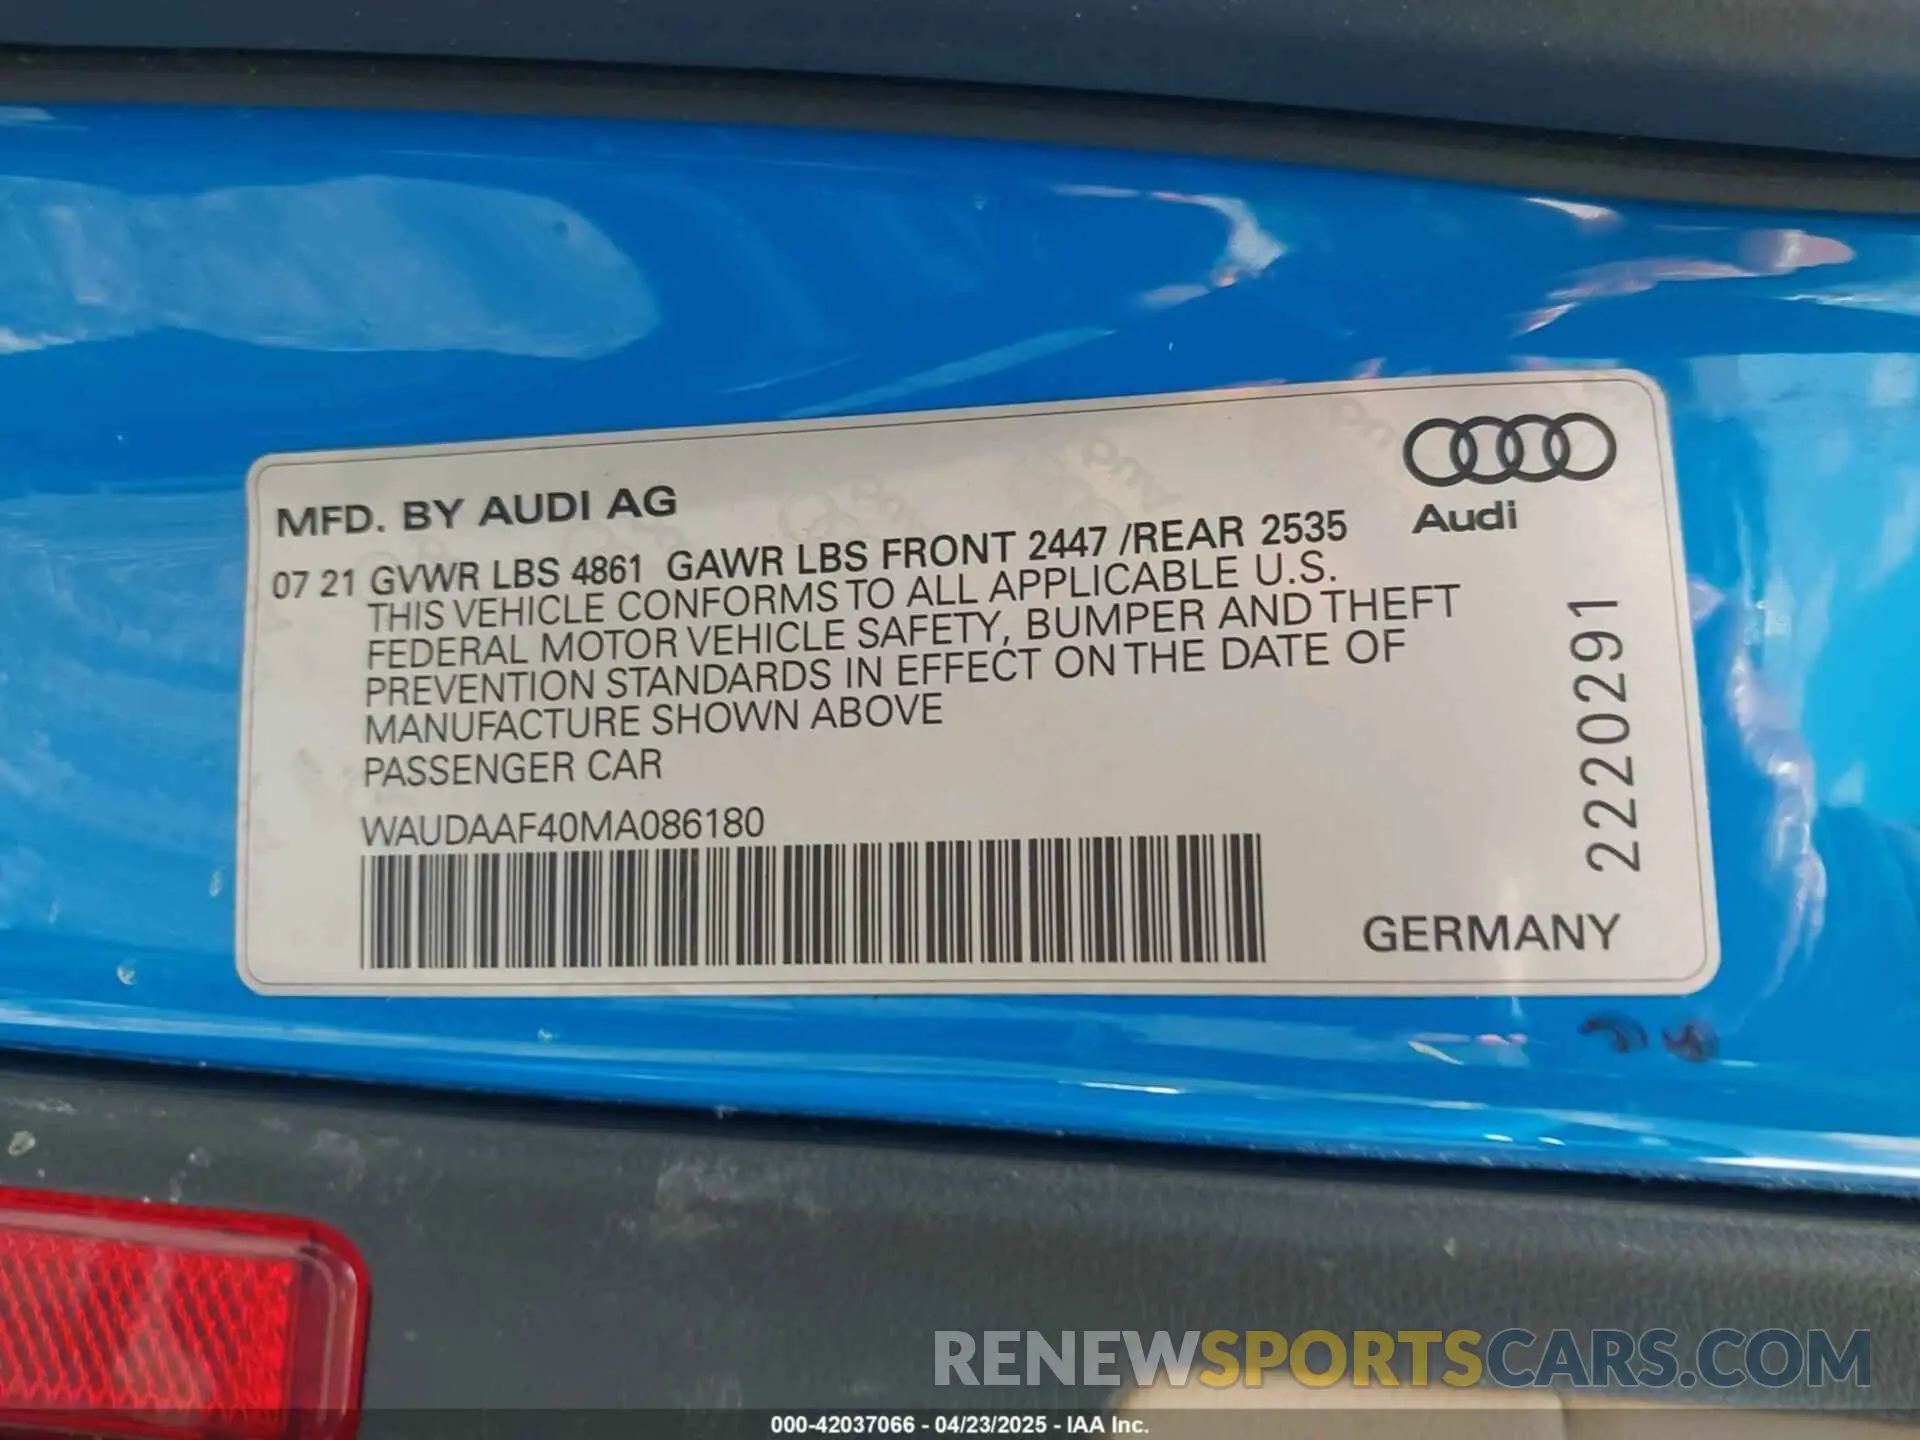 MFD. BY AUDI AG
Audi
07 21 GVWR LBS 4861 GAWR LBS FRONT 2447 /REAR 2535
THIS VEHICLE CONFORMS TO ALL APPLICABLE U.S.
FEDERAL MOTOR VEHICLE SAFETY, BUMPER AND THEFT
PREVENTION STANDARDS IN EFFECT ON THE DATE OF
MANUFACTURE SHOWN ABOVE
PASSENGER CAR
WAUDAAF40MA086180
2220291
GERMANY
RENEWSPORTSCARS.COM
000-42037066 - 04/23/2025 - IAA Inc.